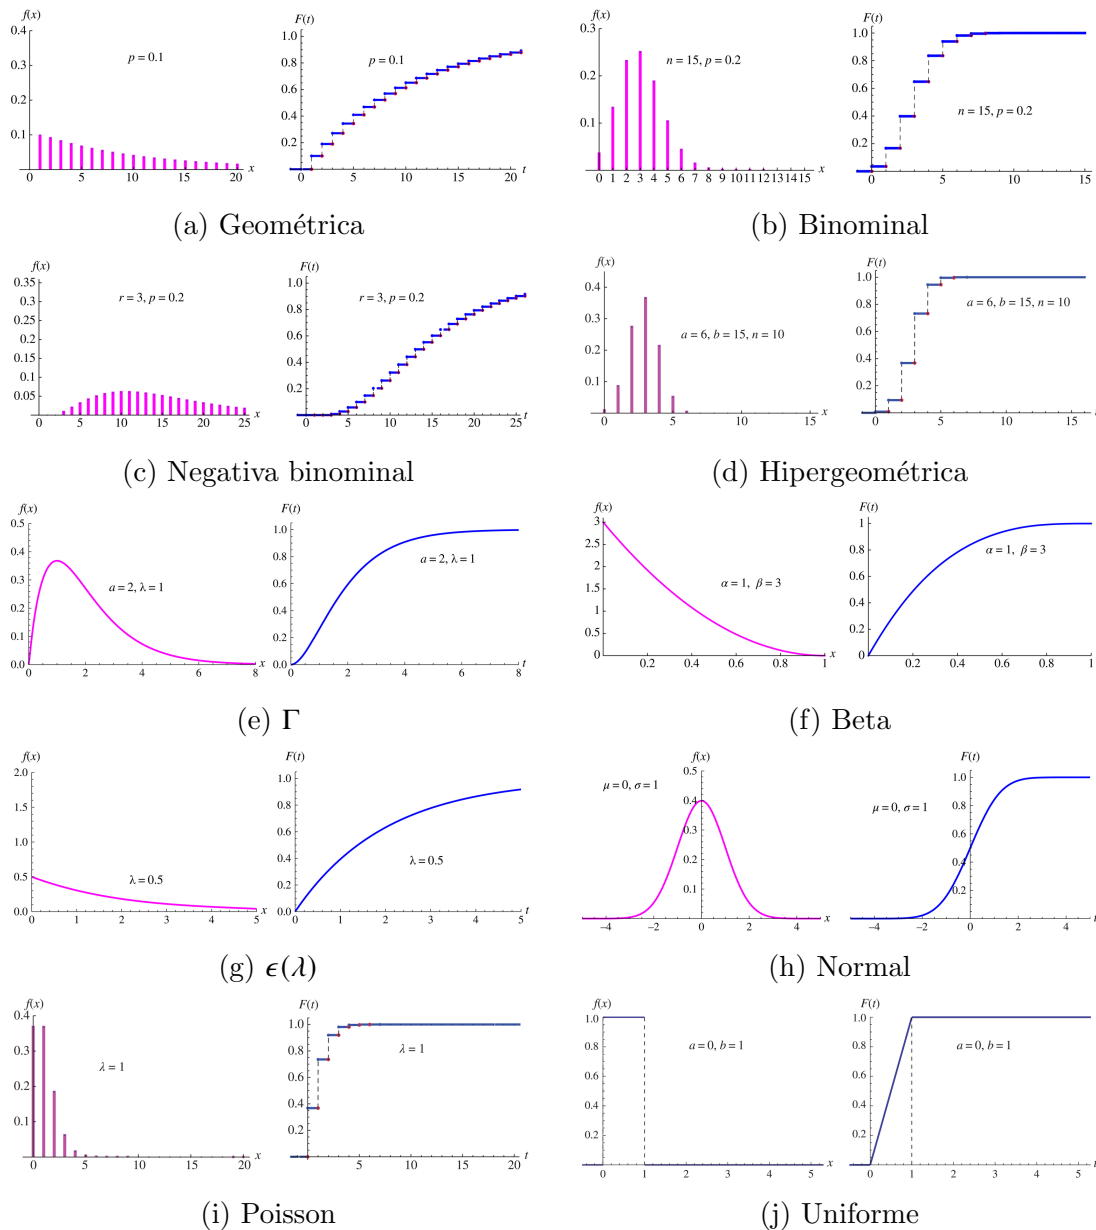 f(x)
0.4
0.3
0.2
0.1
0 5 10 15 20 x
p = 0.1
F(t)
1.0
0.8
0.6
0.4
0.2
0 5 10 15 20 t
p = 0.1
(a) Geométrica
f(x)
0.3
0.2
0.1
0 1 2 3 4 5 6 7 8 9 10 11 12 13 14 15 x
n = 15, p = 0.2
F(t)
1.0
0.8
0.6
0.4
0.2
0 5 10 15
n = 15, p = 0.2
(b) Binominal
f(x)
0.35
0.3
0.25
0.2
0.15
0.1
0.05
0 5 10 15 20 25 x
r = 3, p = 0.2
F(t)
1.0
0.8
0.6
0.4
0.2
0 5 10 15 20 25 t
r = 3, p = 0.2
(c) Negativa binominal
f(x)
0.4
0.3
0.2
0.1
0 5 10 15 x
a = 6, b = 15, n = 10
F(t)
1.0
0.8
0.6
0.4
0.2
0 5 10 15 t
a = 6, b = 15, n = 10
(d) Hipergeométrica
f(x)
0.5
0.4
0.3
0.2
0.1
0.0
0 2 4 6 8 x
a = 2, λ = 1
F(t)
1.0
0.8
0.6
0.4
0.2
0.0
0 2 4 6 8 t
a = 2, λ = 1
(e) Γ
f(x)
3
2.5
2
1.5
1
0.5
0
0.2 0.4 0.6 0.8 1 x
α = 1, β = 3
F(t)
1
0.8
0.6
0.4
0.2
0
0.2 0.4 0.6 0.8 1 t
α = 1, β = 3
(f) Beta
f(x)
2.0
1.5
1.0
0.5
0.0
0 1 2 3 4 5 x
λ = 0.5
F(t)
1.0
0.8
0.6
0.4
0.2
0.0
0 1 2 3 4 5 t
λ = 0.5
(g) ϵ(λ)
f(x)
0.5
0.4
0.3
0.2
0.1
−4 −2 0 2 4 x
μ = 0, σ = 1
F(t)
1.0
0.8
0.6
0.4
0.2
−4 −2 0 2 4 t
μ = 0, σ = 1
(h) Normal
f(x)
0.4
0.3
0.2
0.1
0 5 10 15 20 x
λ = 1
F(t)
1.0
0.8
0.6
0.4
0.2
0 5 10 15 20 t
λ = 1
(i) Poisson
f(x)
1.0
0.8
0.6
0.4
0.2
0 1 2 3 4 5 x
a = 0, b = 1
F(t)
1.0
0.8
0.6
0.4
0.2
0 1 2 3 4 5 t
a = 0, b = 1
(j) Uniforme